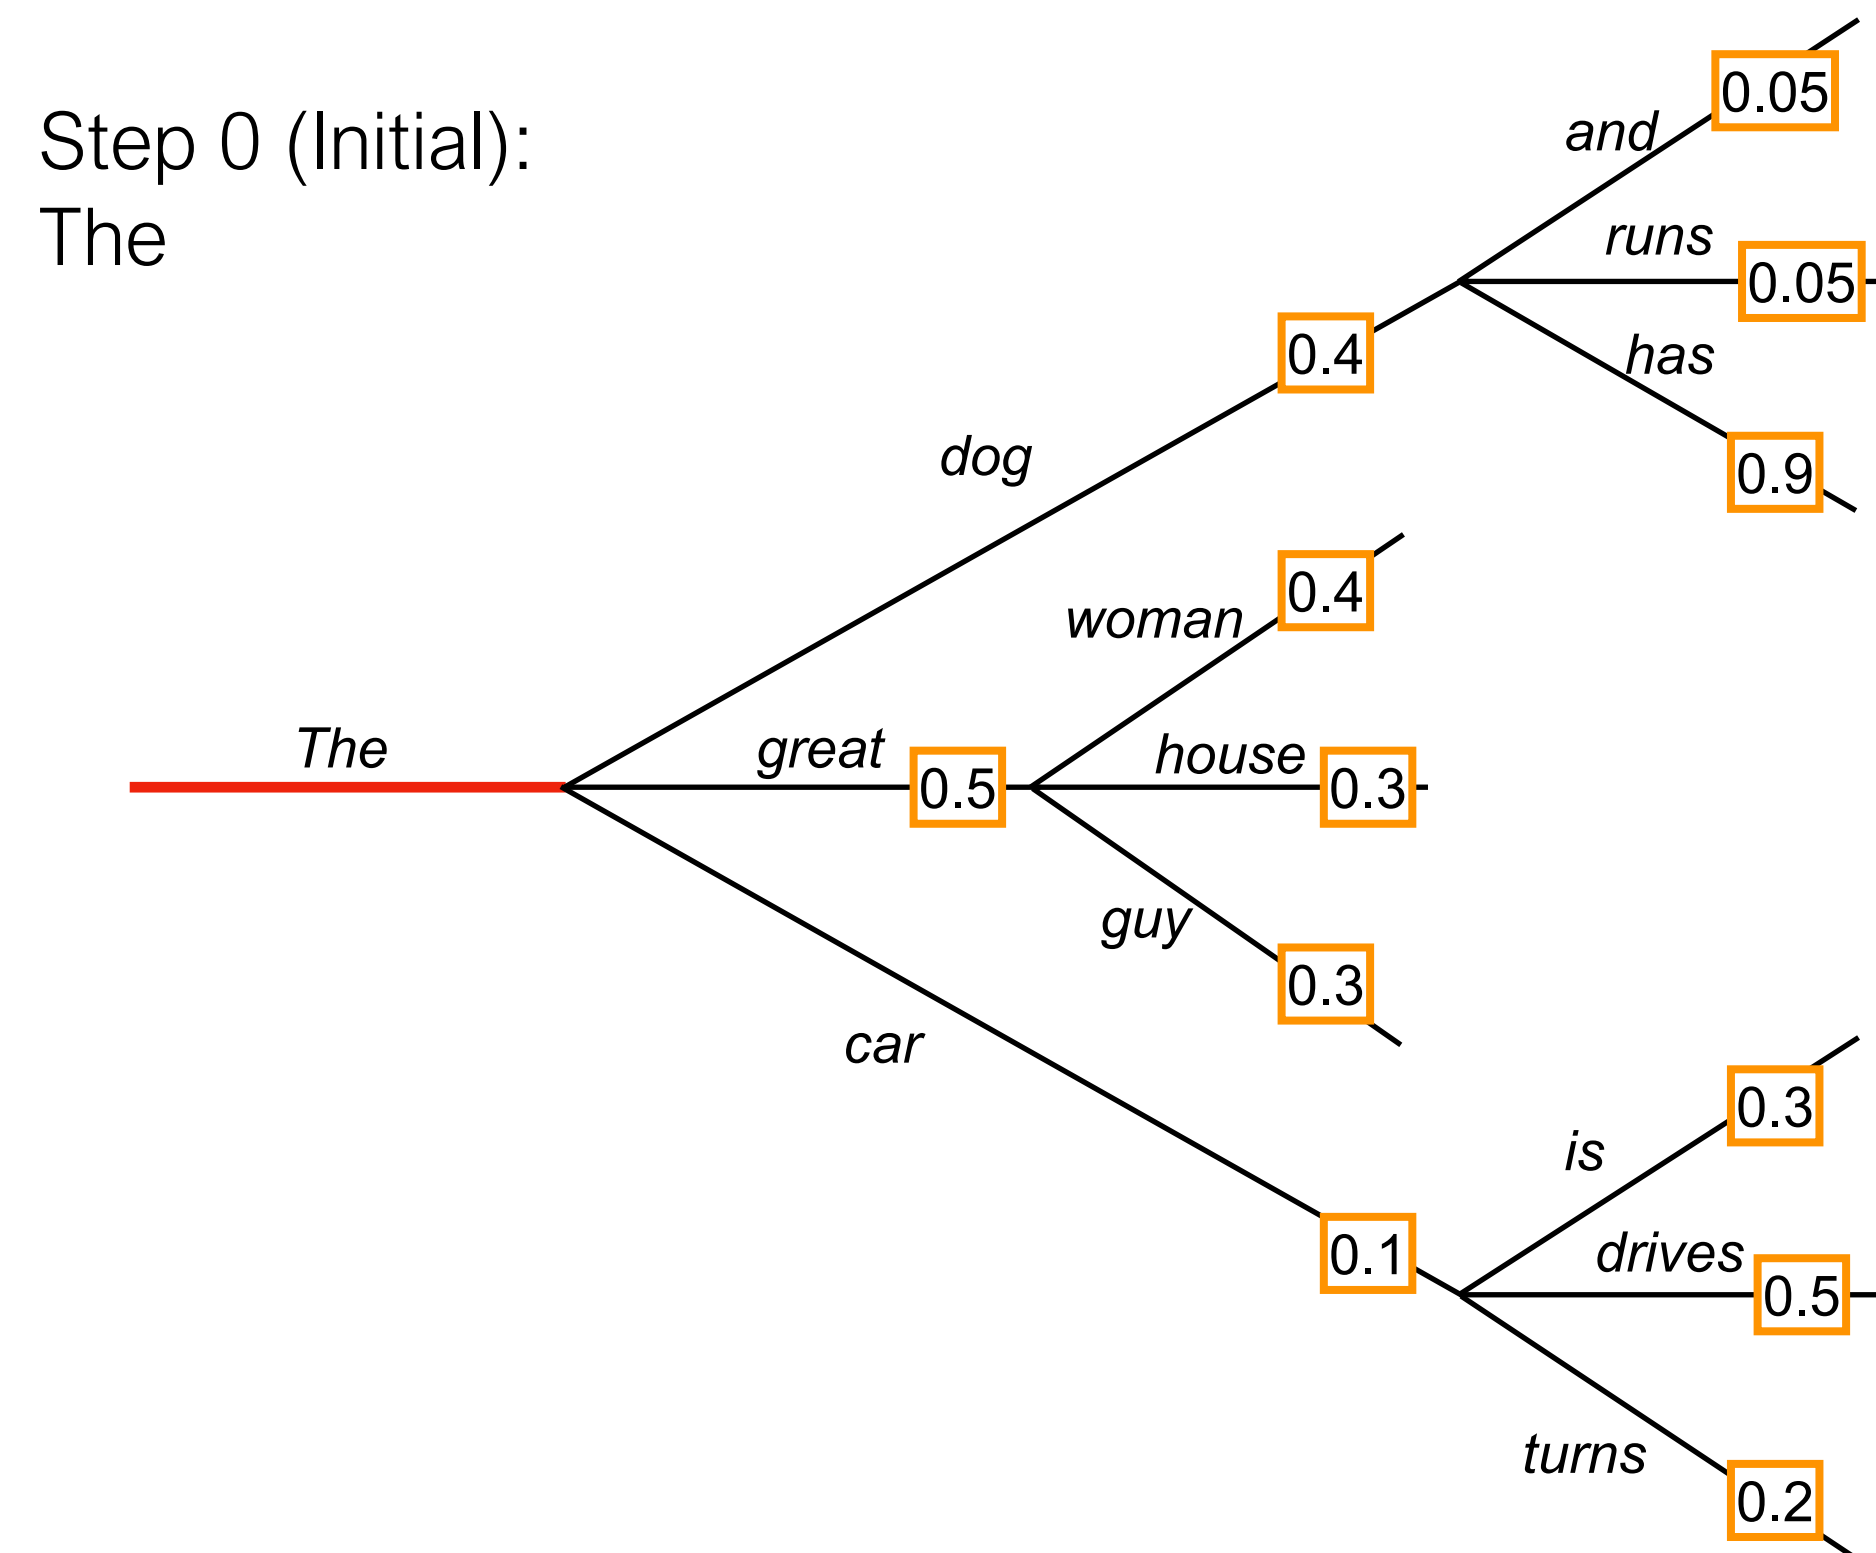 Step 0 (Initial):
The
and
0.05
runs
0.05
has
0.9
0.4
dog
woman
0.4
The
great
0.5
house
0.3
guy
0.3
car
0.1
is
0.3
drives
0.5
turns
0.2